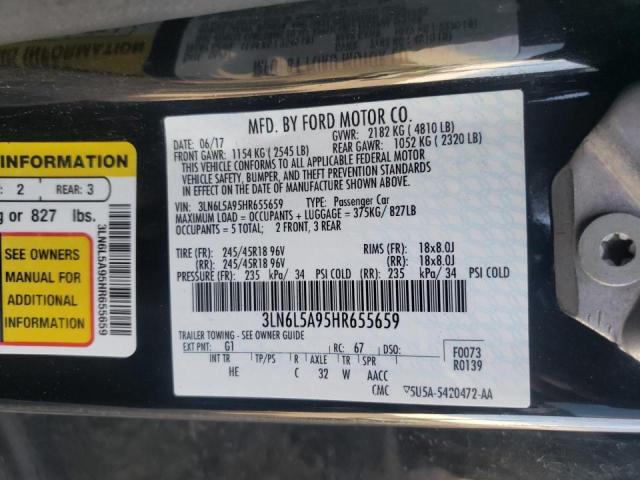 MFD. BY FORD MOTOR CO.
DATE: 06/17 GVWR: 2182 KG ( 4810 LB)
FRONT GAWR: 1154 KG ( 2545 LB) REAR GAWR: 1052 KG ( 2320 LB)
THIS VEHICLE CONFORMS TO ALL APPLICABLE FEDERAL MOTOR
VEHICLE SAFETY, BUMPER, AND THEFT PREVENTION STANDARDS
IN EFFECT ON THE DATE OF MANUFACTURE SHOWN ABOVE.
VIN: 3LN6L5A95HR655659 TYPE: Passenger Car
MAXIMUM LOAD = OCCUPANTS + LUGGAGE = 375KG/ 827LB
OCCUPANTS = 5 TOTAL: 2 FRONT, 3 REAR
TIRE (FR): 245/45R18 96V RIMS (FR): 18x8.0J
(RR): 245/45R18 96V (RR): 18x8.0J
PRESSURE (FR): 235 kPa/ 34 PSI COLD (RR): 235 kPa/ 34 PSI COLD
3LN6L5A95HR655659
TRAILER TOWING - SEE OWNER GUIDE
EXT PNT: G1 RC: 67 DSO: F0073
R0139
INT TR TP/PS R AXLE TR SPR
HE C 32 W AACC
CMC 5U5A-5420472-AA
INFORMATION
: 2 REAR: 3
g or 827 lbs.
SEE OWNERS
MANUAL FOR
ADDITIONAL
INFORMATION
3LN6L5A95HR655659